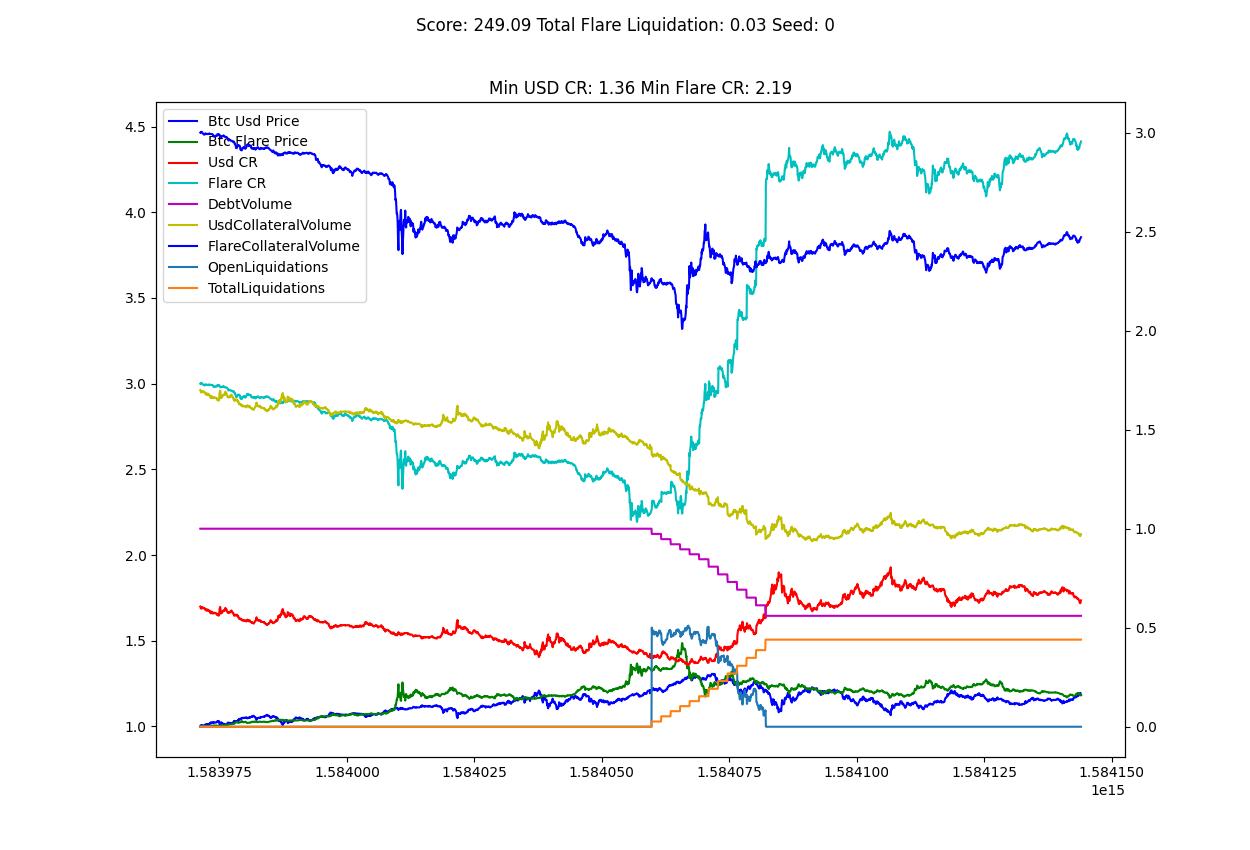 Score: 249.09 Total Flare Liquidation: 0.03 Seed: 0
Min USD CR: 1.36 Min Flare CR: 2.19
Btc Usd Price
Btc Flare Price
Usd CR
Flare CR
DebtVolume
UsdCollateralVolume
FlareCollateralVolume
OpenLiquidations
TotalLiquidations
4.5
4.0
3.5
3.0
2.5
2.0
1.5
1.0
3.0
2.5
2.0
1.5
1.0
0.5
0.0
1.583975 1.584000 1.584025 1.584050 1.584075 1.584100 1.584125 1.584150
1e15